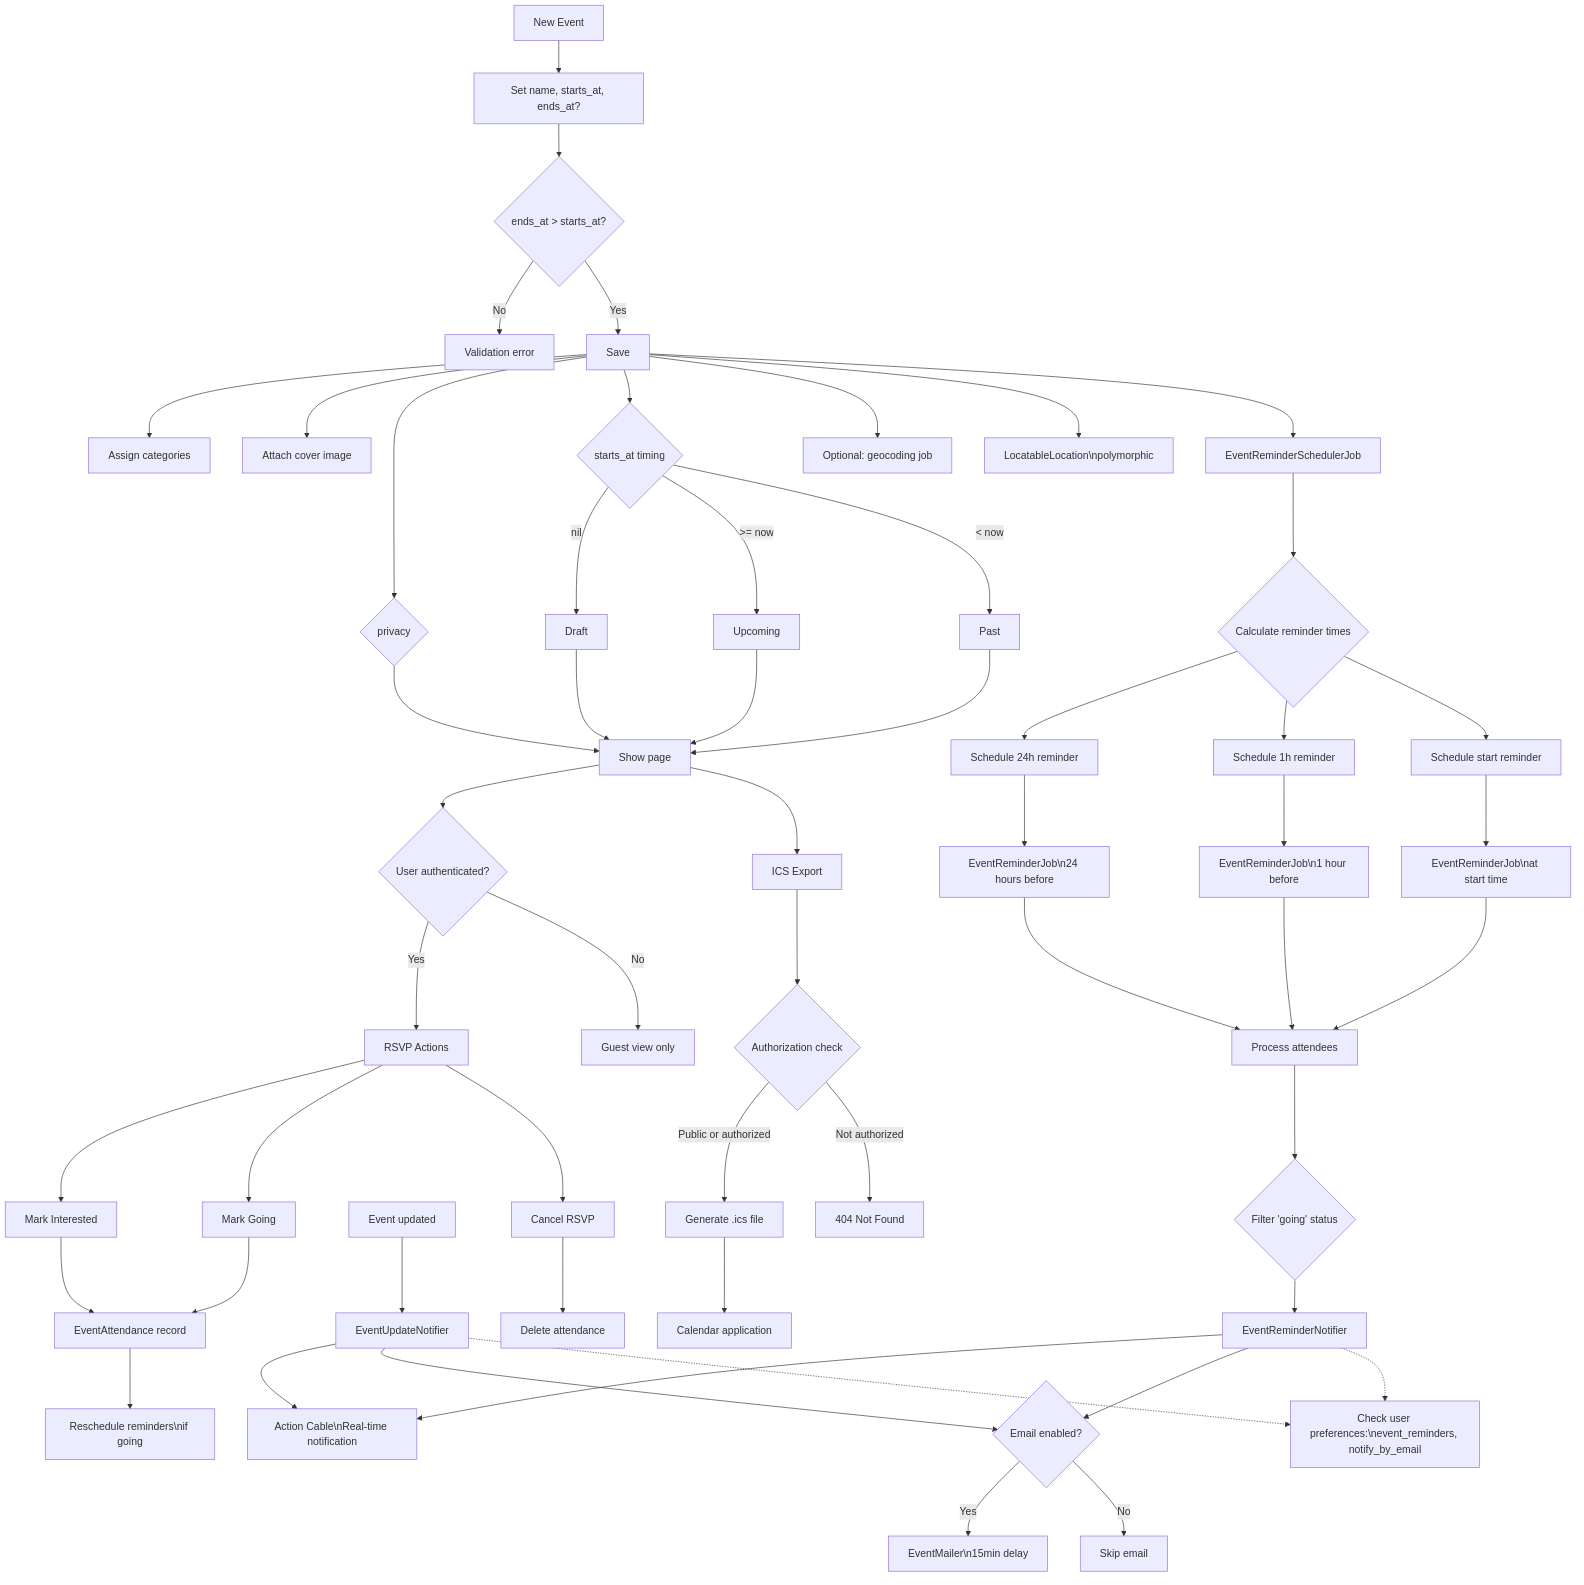 New Event
Set name, starts_at,
ends_at?
ends_at > starts_at?
No
Yes
Validation error
Save
Assign categories
Attach cover image
starts_at timing
Optional: geocoding job
LocatableLocation\npolymorphic
EventReminderSchedulerJob
nil
>= now
< now
privacy
Draft
Upcoming
Past
Calculate reminder times
Show page
Schedule 24h reminder
Schedule 1h reminder
Schedule start reminder
User authenticated?
ICS Export
EventReminderJob\n24
hours before
EventReminderJob\n1 hour
before
EventReminderJob\nat
start time
Yes
No
RSVP Actions
Guest view only
Authorization check
Process attendees
Public or authorized
Not authorized
Mark Interested
Mark Going
Event updated
Cancel RSVP
Generate .ics file
404 Not Found
Filter 'going' status
EventAttendance record
EventUpdateNotifier
Delete attendance
Calendar application
EventReminderNotifier
Reschedule reminders\nif
going
Action Cable\nReal-time
notification
Email enabled?
Check user
preferences:\nevent_reminders,
notify_by_email
Yes
No
EventMailer\n15min delay
Skip email